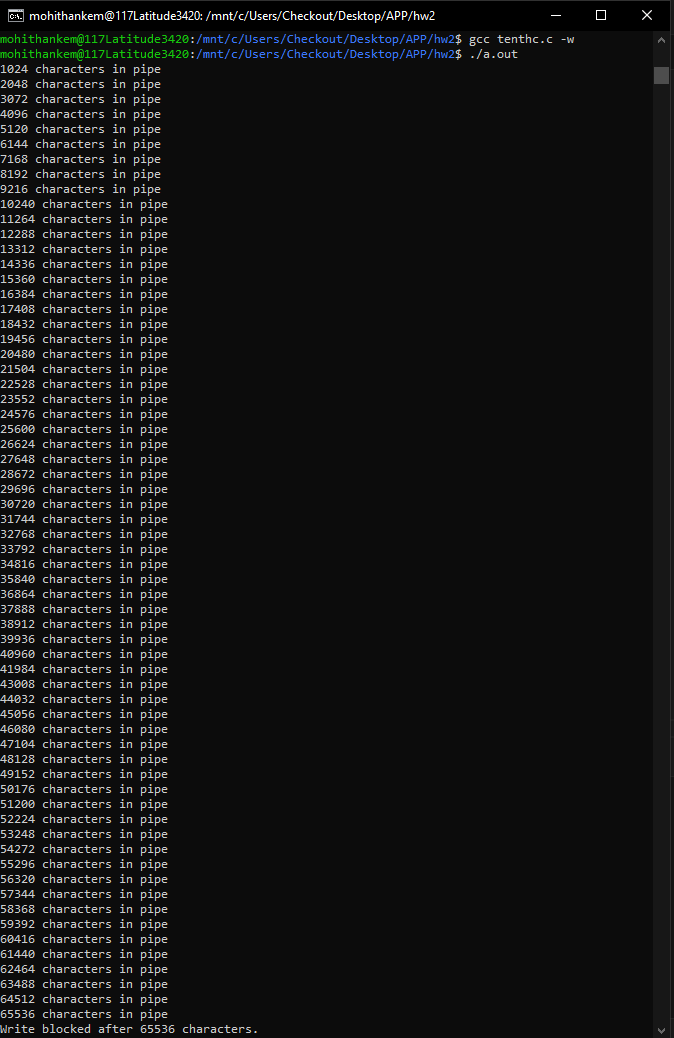 mohithankem@117Latitude3420: /mnt/c/Users/Checkout/Desktop/APP/hw2
mohithankem@117Latitude3420:/mnt/c/Users/Checkout/Desktop/APP/hw2$ gcc tenthc.c -w
mohithankem@117Latitude3420:/mnt/c/Users/Checkout/Desktop/APP/hw2$ ./a.out
1024 characters in pipe
2048 characters in pipe
3072 characters in pipe
4096 characters in pipe
5120 characters in pipe
6144 characters in pipe
7168 characters in pipe
8192 characters in pipe
9216 characters in pipe
10240 characters in pipe
11264 characters in pipe
12288 characters in pipe
13312 characters in pipe
14336 characters in pipe
15360 characters in pipe
16384 characters in pipe
17408 characters in pipe
18432 characters in pipe
19456 characters in pipe
20480 characters in pipe
21504 characters in pipe
22528 characters in pipe
23552 characters in pipe
24576 characters in pipe
25600 characters in pipe
26624 characters in pipe
27648 characters in pipe
28672 characters in pipe
29696 characters in pipe
30720 characters in pipe
31744 characters in pipe
32768 characters in pipe
33792 characters in pipe
34816 characters in pipe
35840 characters in pipe
36864 characters in pipe
37888 characters in pipe
38912 characters in pipe
39936 characters in pipe
40960 characters in pipe
41984 characters in pipe
43008 characters in pipe
44032 characters in pipe
45056 characters in pipe
46080 characters in pipe
47104 characters in pipe
48128 characters in pipe
49152 characters in pipe
50176 characters in pipe
51200 characters in pipe
52224 characters in pipe
53248 characters in pipe
54272 characters in pipe
55296 characters in pipe
56320 characters in pipe
57344 characters in pipe
58368 characters in pipe
59392 characters in pipe
60416 characters in pipe
61440 characters in pipe
62464 characters in pipe
63488 characters in pipe
64512 characters in pipe
65536 characters in pipe
Write blocked after 65536 characters.